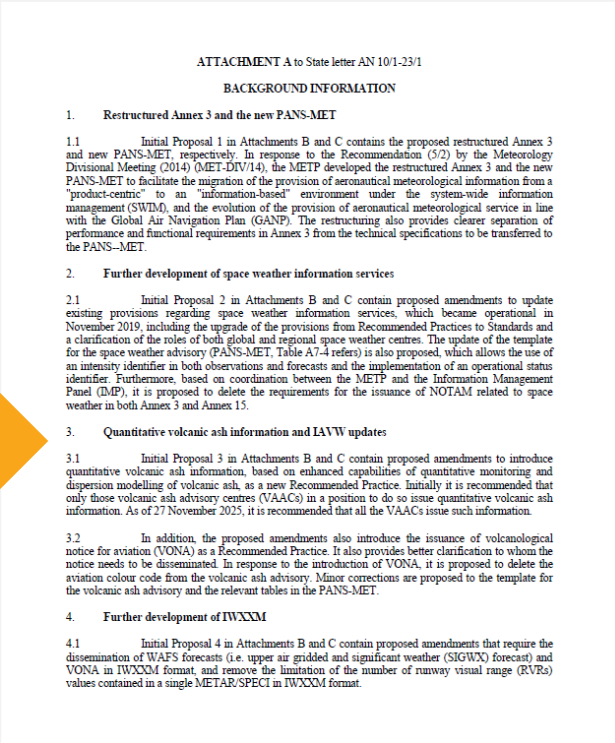 ATTACHMENT A to State letter AN 10/1-23/1
BACKGROUND INFORMATION
1. Restructured Annex 3 and the new PANS-MET
1.1 Initial Proposal 1 in Attachments B and C contains the proposed restructured Annex 3
and new PANS-MET, respectively. In response to the Recommendation (5/2) by the Meteorology
Divisional Meeting (2014) (MET-DIV/14), the METP developed the restructured Annex 3 and the new
PANS-MET to facilitate the migration of the provision of aeronautical meteorological information from a
"product-centric" to an "information-based" environment under the system-wide information
management (SWIM), and the evolution of the provision of aeronautical meteorological service in line
with the Global Air Navigation Plan (GANP). The restructuring also provides clearer separation of
performance and functional requirements in Annex 3 from the technical specifications to be transferred to
the PANS--MET.
2. Further development of space weather information services
2.1 Initial Proposal 2 in Attachments B and C contain proposed amendments to update
existing provisions regarding space weather information services, which became operational in
November 2019, including the upgrade of the provisions from Recommended Practices to Standards and
a clarification of the roles of both global and regional space weather centres. The update of the template
for the space weather advisory (PANS-MET, Table A7-4 refers) is also proposed, which allows the use of
an intensity identifier in both observations and forecasts and the implementation of an operational status
identifier. Furthermore, based on coordination between the METP and the Information Management
Panel (IMP), it is proposed to delete the requirements for the issuance of NOTAM related to space
weather in both Annex 3 and Annex 15.
3. Quantitative volcanic ash information and IAVW updates
3.1 Initial Proposal 3 in Attachments B and C contain proposed amendments to introduce
quantitative volcanic ash information, based on enhanced capabilities of quantitative monitoring and
dispersion modelling of volcanic ash, as a new Recommended Practice. Initially it is recommended that
only those volcanic ash advisory centres (VAACs) in a position to do so issue quantitative volcanic ash
information. As of 27 November 2025, it is recommended that all the VAACs issue such information.
3.2 In addition, the proposed amendments also introduce the issuance of volcanological
notice for aviation (VONA) as a Recommended Practice. It also provides better clarification to whom the
notice needs to be disseminated. In response to the introduction of VONA, it is proposed to delete the
aviation colour code from the volcanic ash advisory. Minor corrections are proposed to the template for
the volcanic ash advisory and the relevant tables in the PANS-MET.
4. Further development of IWXXM
4.1 Initial Proposal 4 in Attachments B and C contain proposed amendments that require the
dissemination of WAFS forecasts (i.e. upper air gridded and significant weather (SIGWX) forecast) and
VONA in IWXXM format, and remove the limitation of the number of runway visual range (RVRs)
values contained in a single METAR/SPECI in IWXXM format.